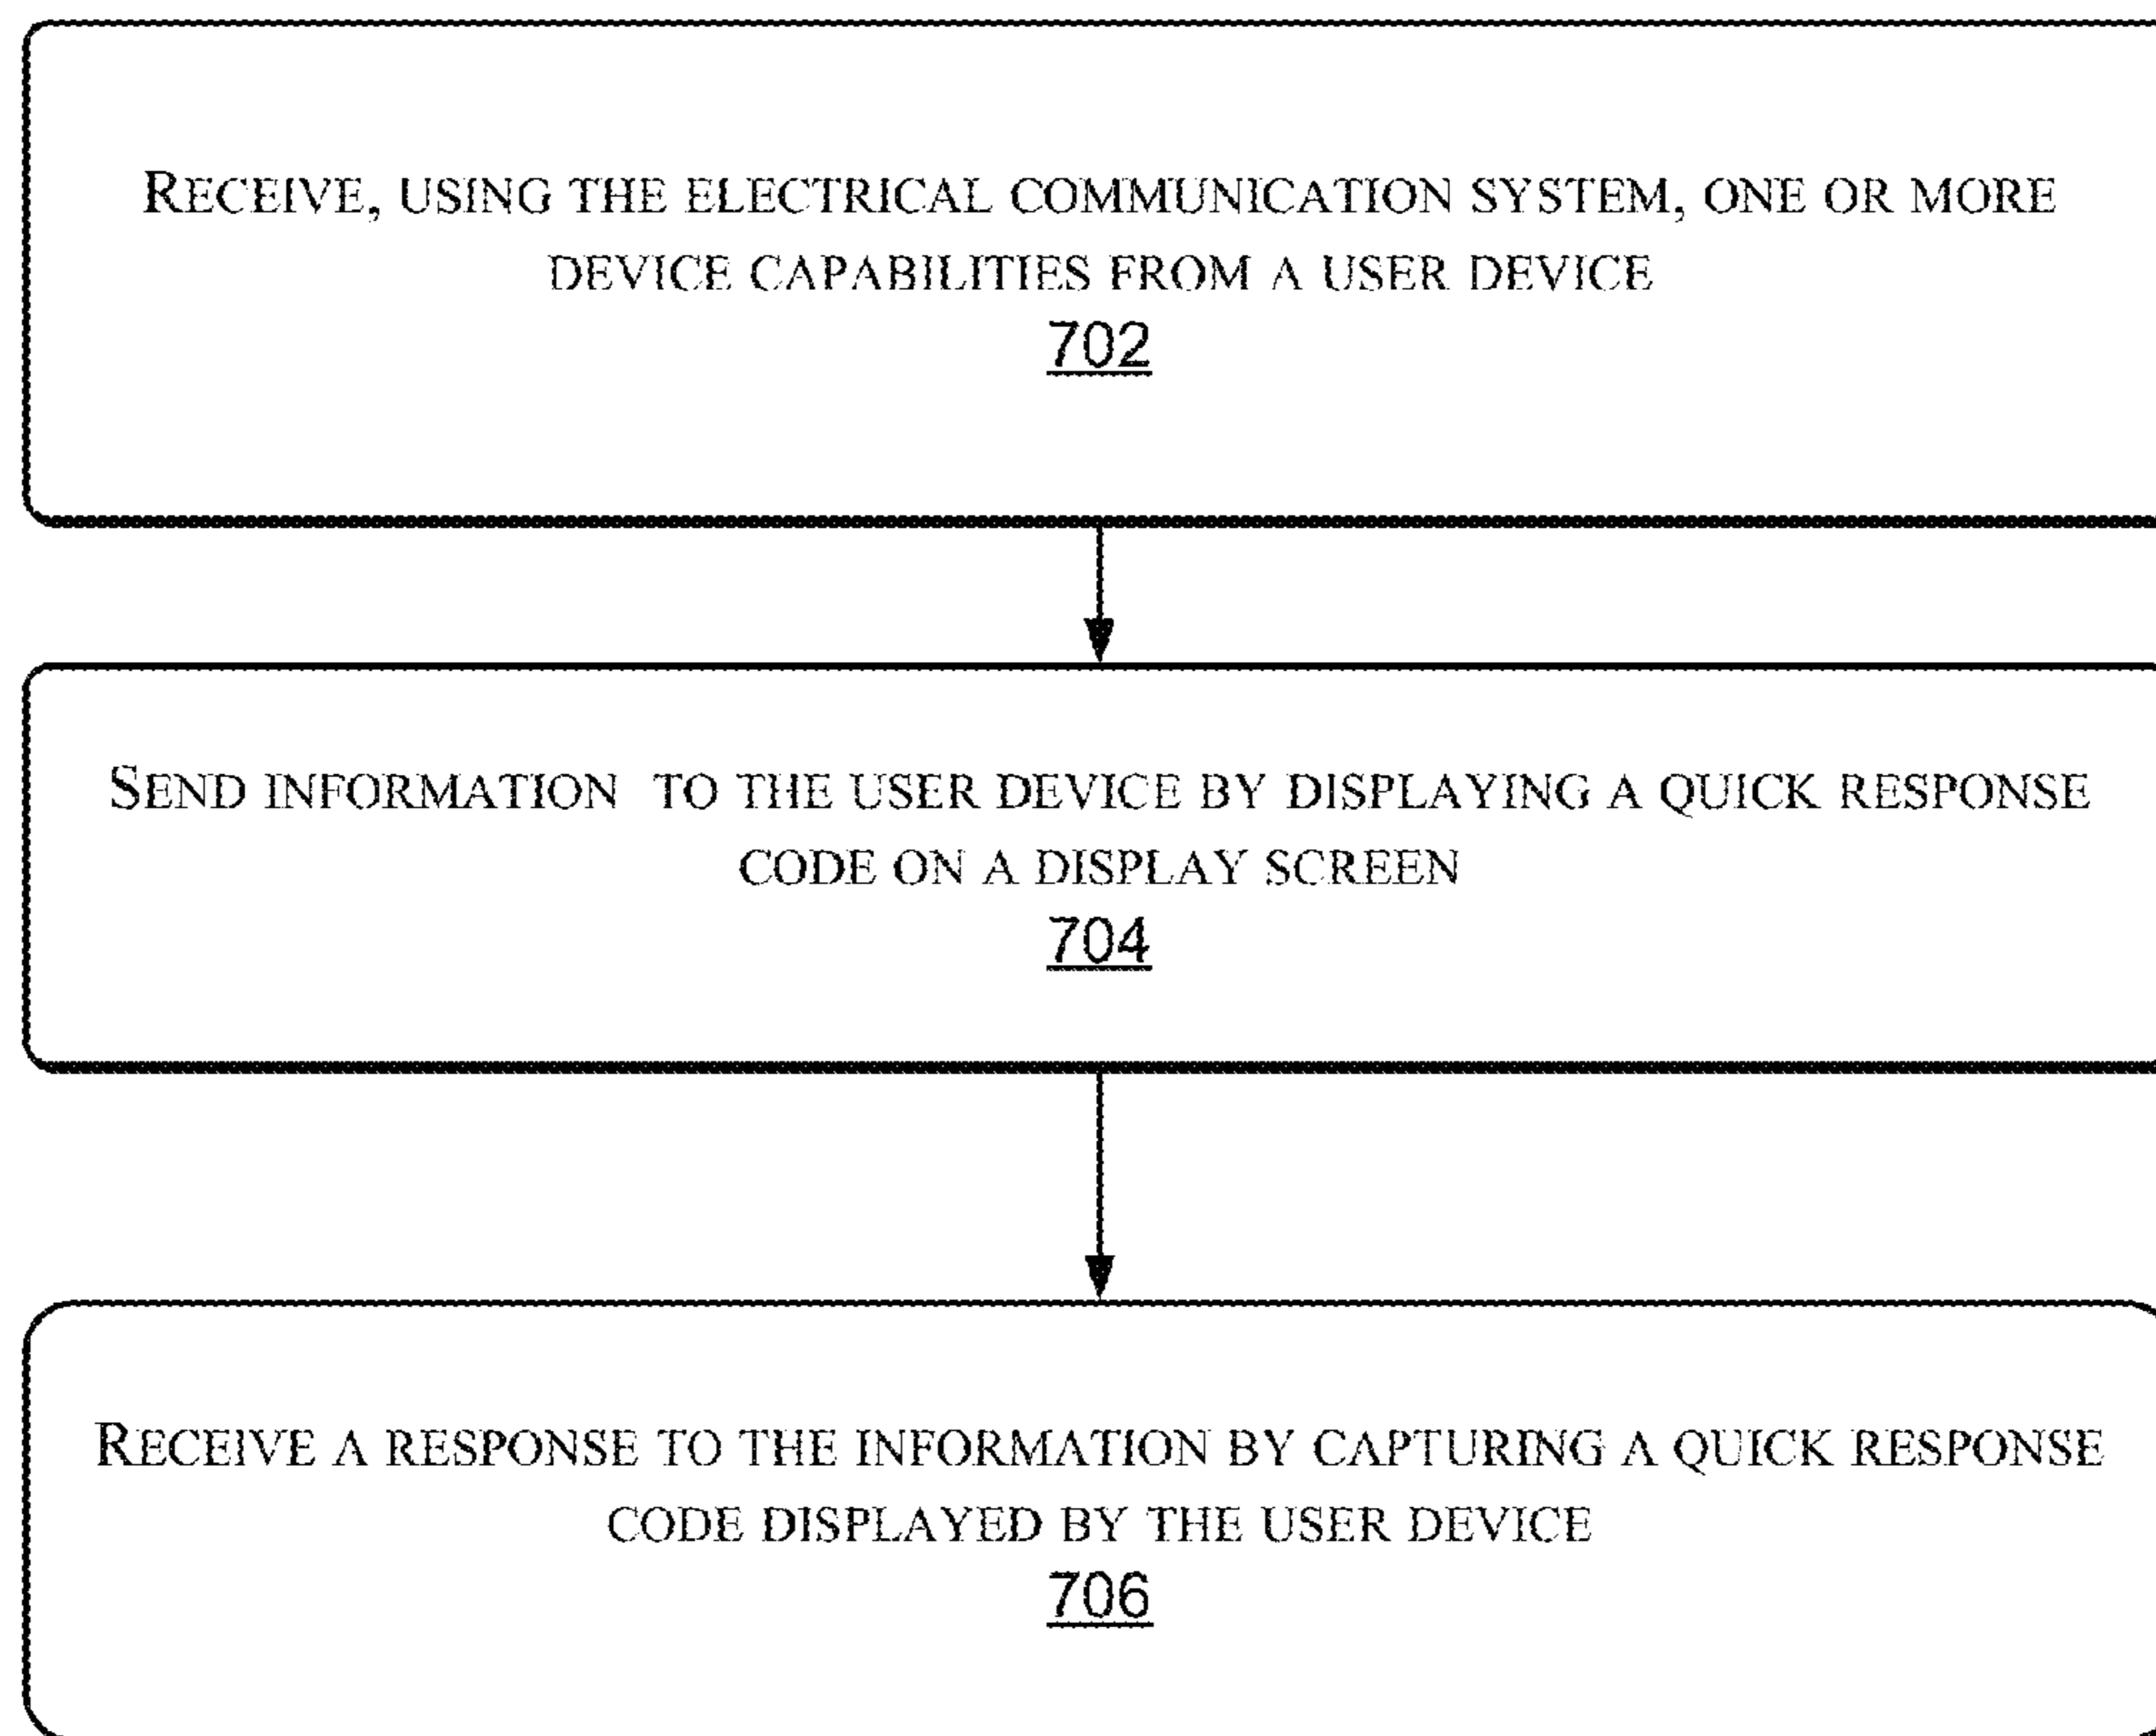 RECEIVE, USING THE ELECTRICAL COMMUNICATION SYSTEM, ONE OR MORE
DEVICE CAPABILITIES FROM A USER DEVICE
702
SEND INFORMATION TO THE USER DEVICE BY DISPLAYING A QUICK RESPONSE
CODE ON A DISPLAY SCREEN
704
RECEIVE A RESPONSE TO THE INFORMATION BY CAPTURING A QUICK RESPONSE
CODE DISPLAYED BY THE USER DEVICE
706